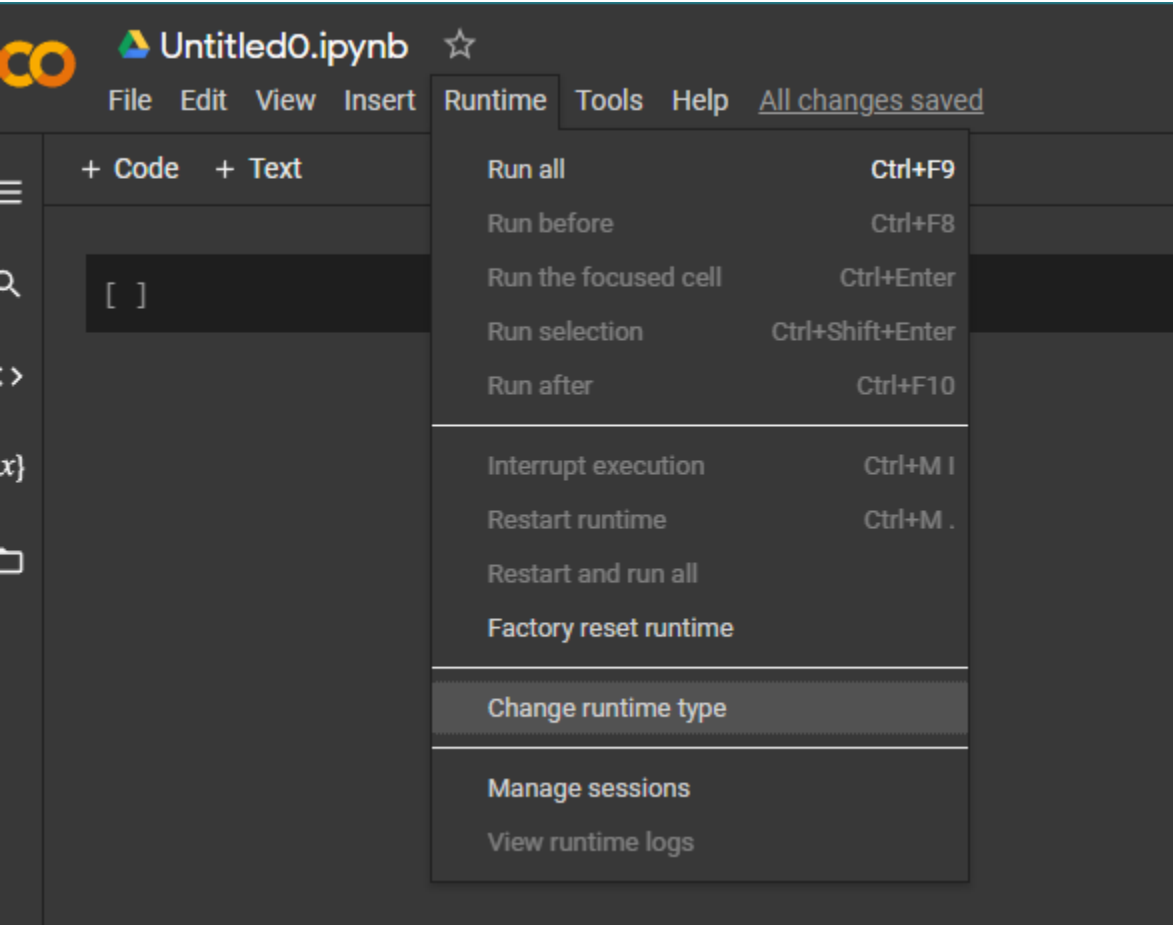 CO Untitled0.ipynb
File Edit View Insert Runtime Tools Help All changes saved
+ Code + Text
[ ]
Run all Ctrl+F9
Run before Ctrl+F8
Run the focused cell Ctrl+Enter
Run selection Ctrl+Shift+Enter
Run after Ctrl+F10
Interrupt execution Ctrl+M I
Restart runtime Ctrl+M .
Restart and run all
Factory reset runtime
Change runtime type
Manage sessions
View runtime logs
x}